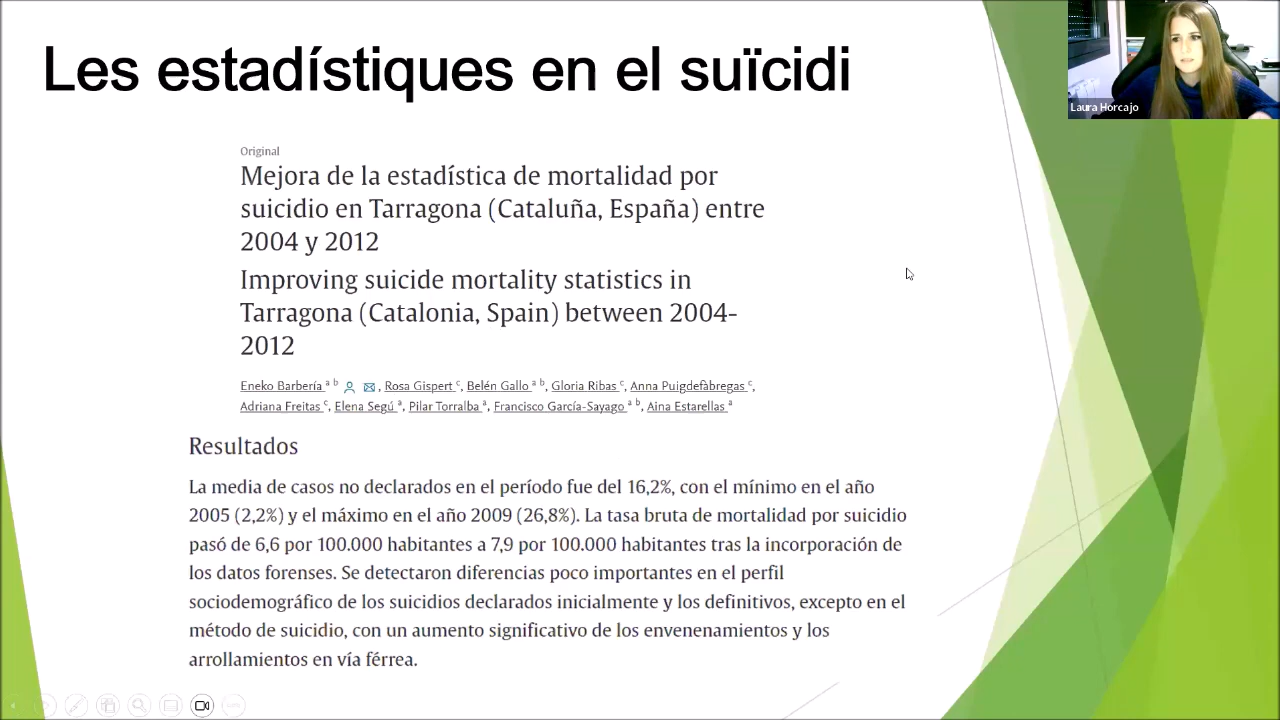 Les estadístiques en el suïcidi
Laura Horcajo
Original
Mejora de la estadística de mortalidad por
suicidio en Tarragona (Cataluña, España) entre
2004 y 2012
Improving suicide mortality statistics in
Tarragona (Catalonia, Spain) between 2004-
2012
Eneko Barbería a b , Rosa Gispert c, Belén Gallo a b, Gloria Ribas c, Anna Puigdefàbregas c,
Adriana Freitas c, Elena Segú a, Pilar Torralba a, Francisco García-Sayago a b, Aina Estarellas a
Resultados
La media de casos no declarados en el período fue del 16,2%, con el mínimo en el año
2005 (2,2%) y el máximo en el año 2009 (26,8%). La tasa bruta de mortalidad por suicidio
pasó de 6,6 por 100.000 habitantes a 7,9 por 100.000 habitantes tras la incorporación de
los datos forenses. Se detectaron diferencias poco importantes en el perfil
sociodemográfico de los suicidios declarados inicialmente y los definitivos, excepto en el
método de suicidio, con un aumento significativo de los envenenamientos y los
arrollamientos en vía férrea.